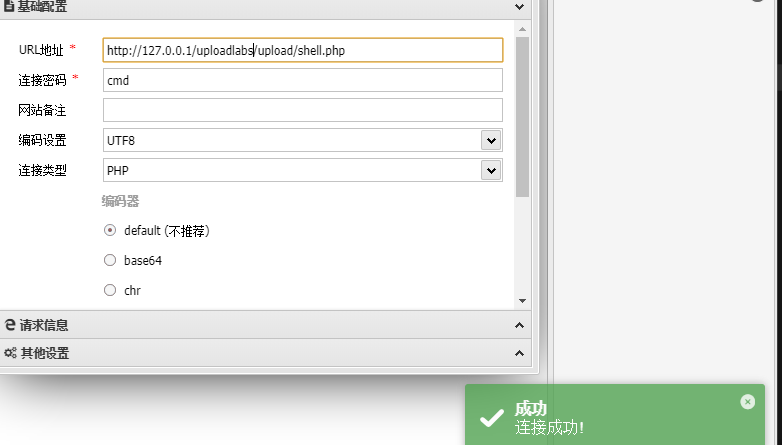 基础配置
URL地址 *
http://127.0.0.1/uploadlabs/upload/shell.php
连接密码 *
cmd
网站备注
编码设置
UTF8
连接类型
PHP
编码器
default (不推荐)
base64
chr
请求信息
其他设置
成功
连接成功!